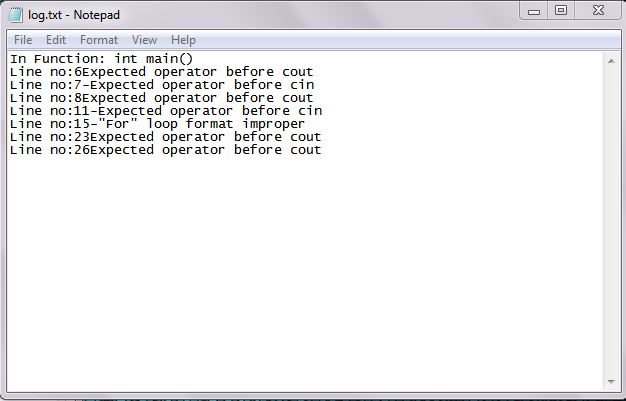 log.txt - Notepad
File Edit Format View Help
In Function: int main()
Line no:6Expected operator before cout
Line no:7-Expected operator before cin
Line no:8Expected operator before cout
Line no:11-Expected operator before cin
Line no:15-"For" loop format improper
Line no:23Expected operator before cout
Line no:26Expected operator before cout